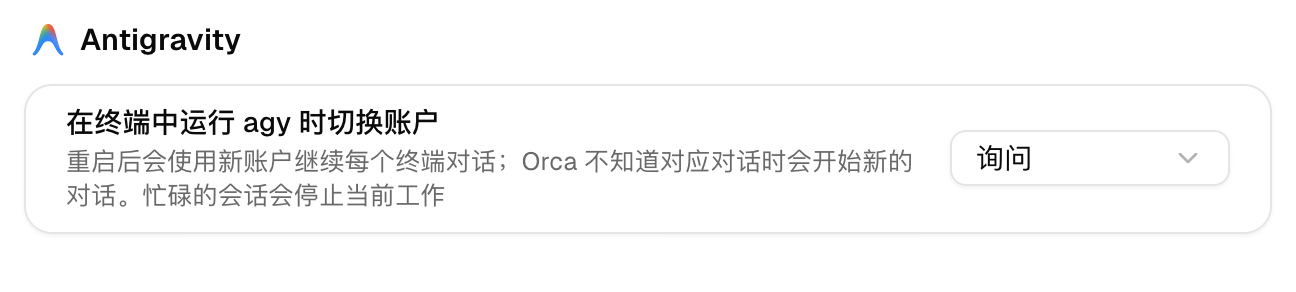 Antigravity
在终端中运行 agy 时切换账户
重启后会使用新账户继续每个终端对话；Orca 不知道对应对话时会开始新的
对话。忙碌的会话会停止当前工作
询问